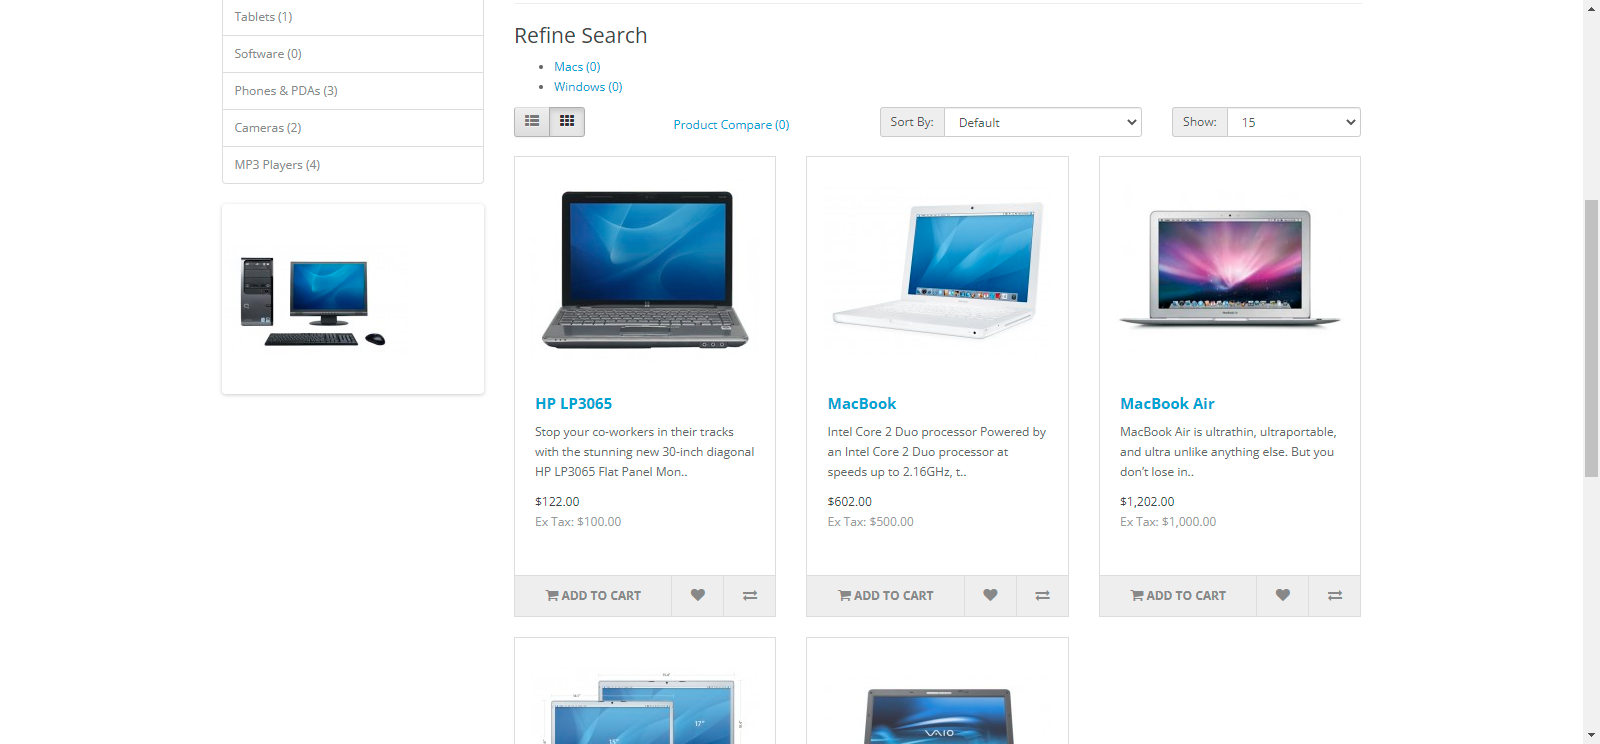 Tablets (1)
Software (0)
Phones & PDAs (3)
Cameras (2)
MP3 Players (4)
Refine Search
Macs (0)
Windows (0)
Product Compare (0)
Sort By:
Default
Show:
15
HP LP3065
Stop your co-workers in their tracks
with the stunning new 30-inch diagonal
HP LP3065 Flat Panel Mon..
$122.00
Ex Tax: $100.00
ADD TO CART
MacBook
Intel Core 2 Duo processor Powered by
an Intel Core 2 Duo processor at
speeds up to 2.16GHz, t..
$602.00
Ex Tax: $500.00
ADD TO CART
MacBook Air
MacBook Air is ultrathin, ultraportable,
and ultra unlike anything else. But you
don’t lose in..
$1,202.00
Ex Tax: $1,000.00
ADD TO CART
17"
15"
VAIO